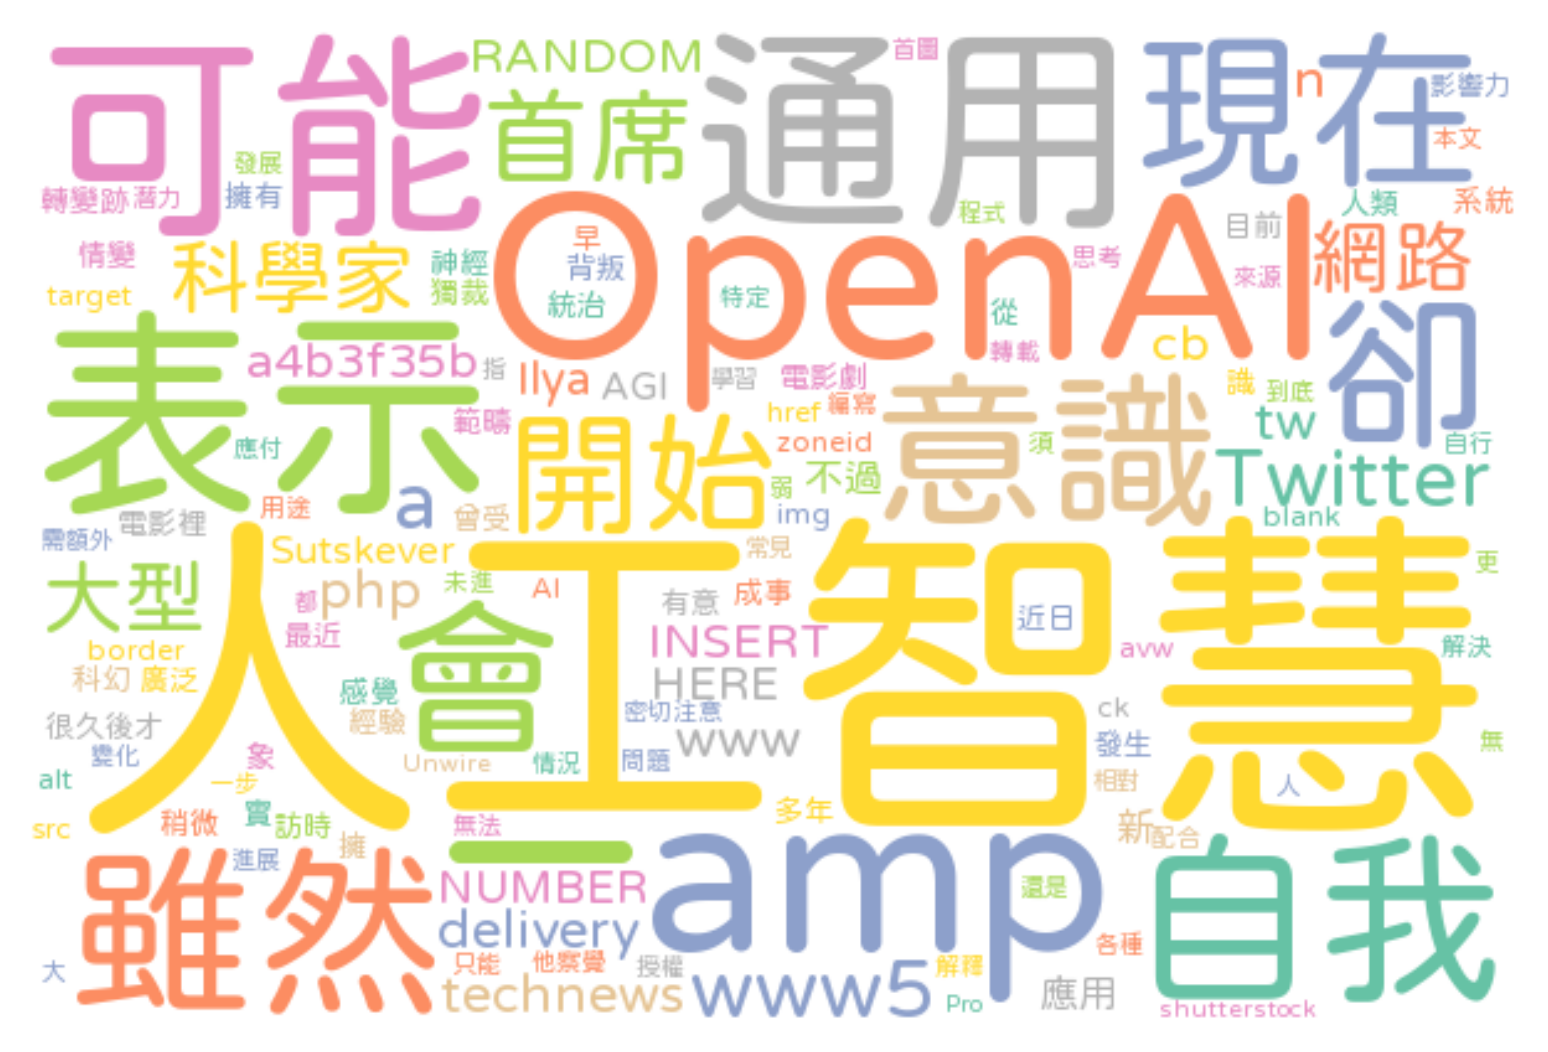 可能
RANDOM
首圖
通用
現在
n
影響力
首席
本文
發展
轉變跡
潛力
擁有
程式
人類
系統
目前
科學家
情變
神經
獨裁
早
背叛
OpenAI
思考
網路
來源
target
統治
特定
從
卻
表示
a4b3f35b
指
轉載
cb
Ilya
AGI
學習
電影劇
意識
識
到底
範疇
href
編寫
tw
開始
zoneid
須
自行
應付
弱
不過
Twitter
a
用途
曾受
img
blank
電影裡
需額外
人工智慧
Sutskever
常見
更
大型
php
未進
AI
有意
成事
近日
都
會
最近
INSERT
avw
解決
border
科幻
廣泛
感覺
HERE
很久後才
經驗
密切注意
ck
變化
象
www
發生
無
Unwire
情況
問題
alt
一步
相對
人
src
稍微
實
訪時
無法
多年
新
配合
擁
進展
雖然
amp
自我
NUMBER
還是
delivery
各種
大
只能
他察覺
授權
解釋
technews
www5
Pro
應用
shutterstock